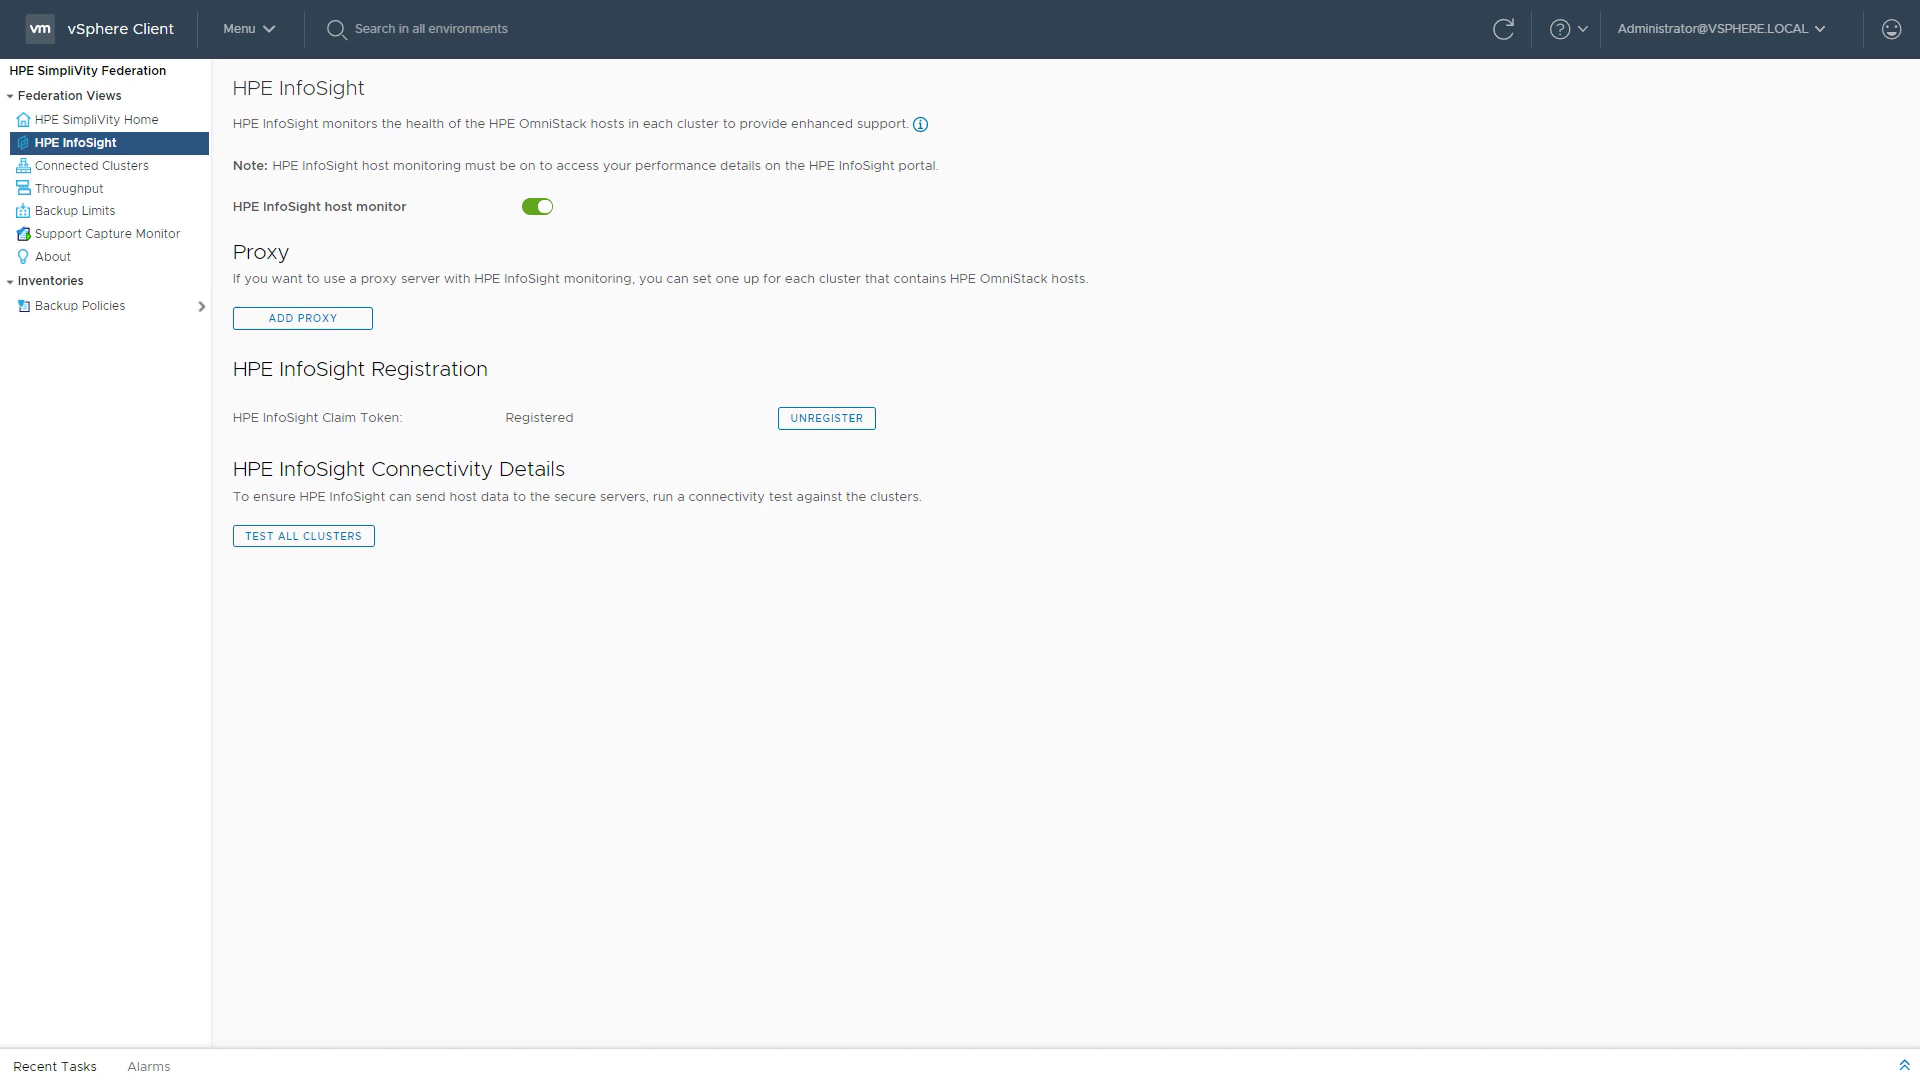 vm vSphere Client Menu Search in all environments Administrator@VSPHERE.LOCAL
HPE SimpliVity Federation
Federation Views
HPE SimpliVity Home
HPE InfoSight
Connected Clusters
Throughput
Backup Limits
Support Capture Monitor
About
Inventories
Backup Policies
HPE InfoSight
HPE InfoSight monitors the health of the HPE OmniStack hosts in each cluster to provide enhanced support.
Note: HPE InfoSight host monitoring must be on to access your performance details on the HPE InfoSight portal.
HPE InfoSight host monitor
Proxy
If you want to use a proxy server with HPE InfoSight monitoring, you can set one up for each cluster that contains HPE OmniStack hosts.
ADD PROXY
HPE InfoSight Registration
HPE InfoSight Claim Token: Registered UNREGISTER
HPE InfoSight Connectivity Details
To ensure HPE InfoSight can send host data to the secure servers, run a connectivity test against the clusters.
TEST ALL CLUSTERS
Recent Tasks Alarms